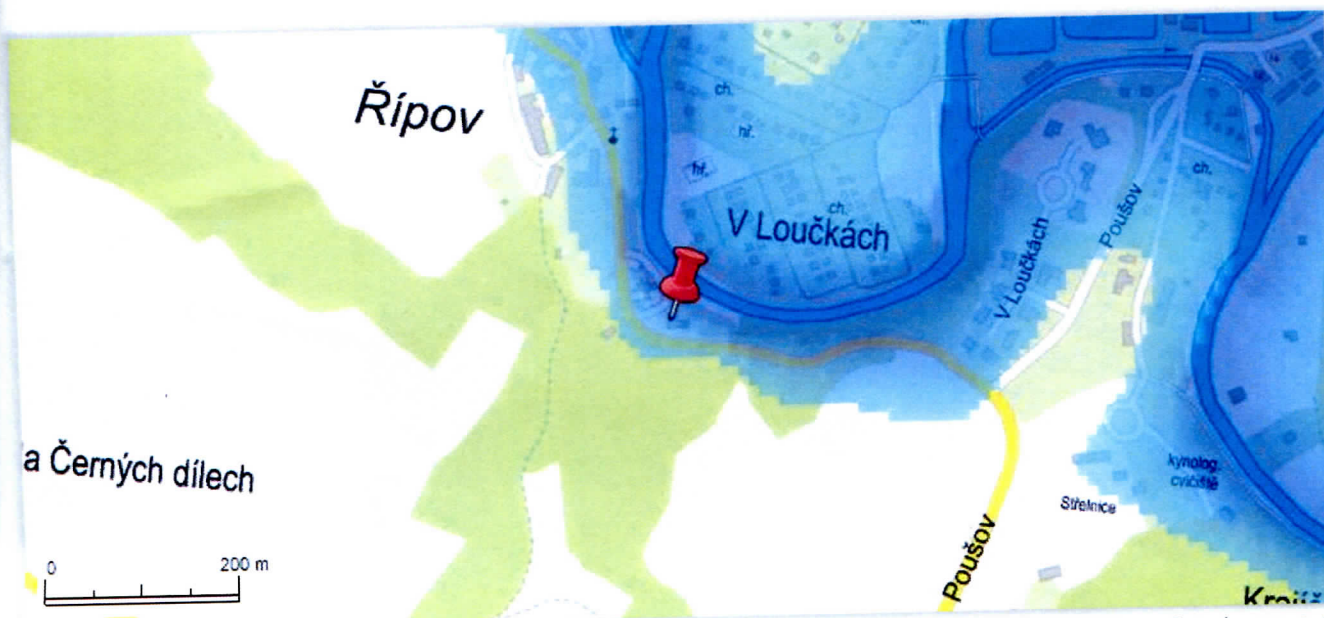 Řípov
ch.
hř.
hř.
ch.
V Loučkách
ch.
V Loučkách
Poušov
a Černých dílech
kynolog.
cvičiště
Střelnice
Poušov
0 200 m